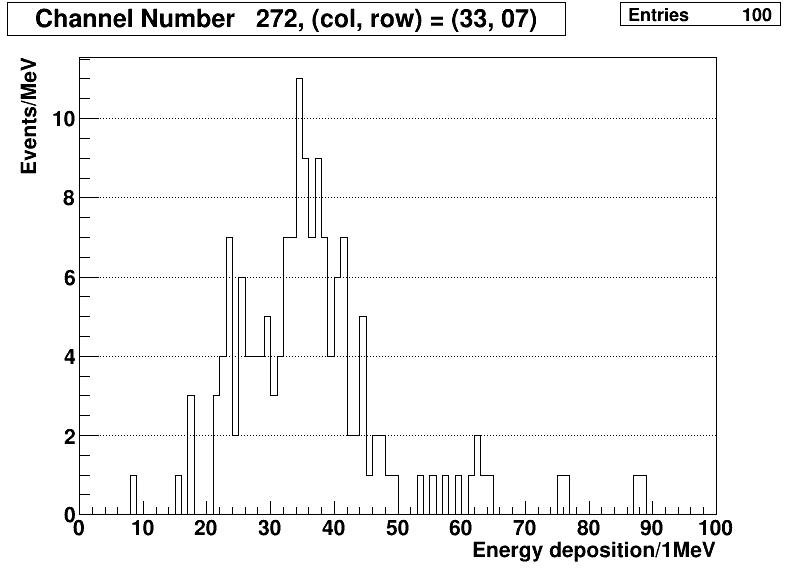 Channel Number 272, (col, row) = (33, 07)
Entries 100
Events/MeV
10
8
6
4
2
0
0 10 20 30 40 50 60 70 80 90 100
Energy deposition/1MeV